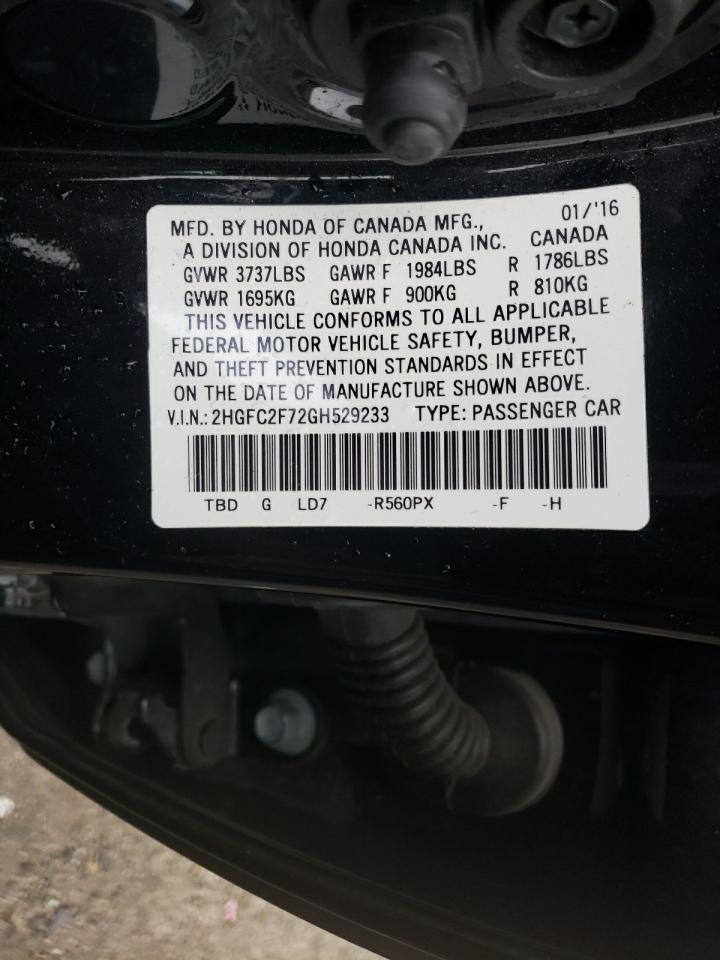 MFD. BY HONDA OF CANADA MFG., 01/'16
A DIVISION OF HONDA CANADA INC. CANADA
GVWR 3737LBS GAWR F 1984LBS R 1786LBS
GVWR 1695KG GAWR F 900KG R 810KG
THIS VEHICLE CONFORMS TO ALL APPLICABLE
FEDERAL MOTOR VEHICLE SAFETY, BUMPER,
AND THEFT PREVENTION STANDARDS IN EFFECT
ON THE DATE OF MANUFACTURE SHOWN ABOVE.
V.I.N.: 2HGFC2F72GH529233 TYPE: PASSENGER CAR
TBD G LD7 -R560PX -F -H